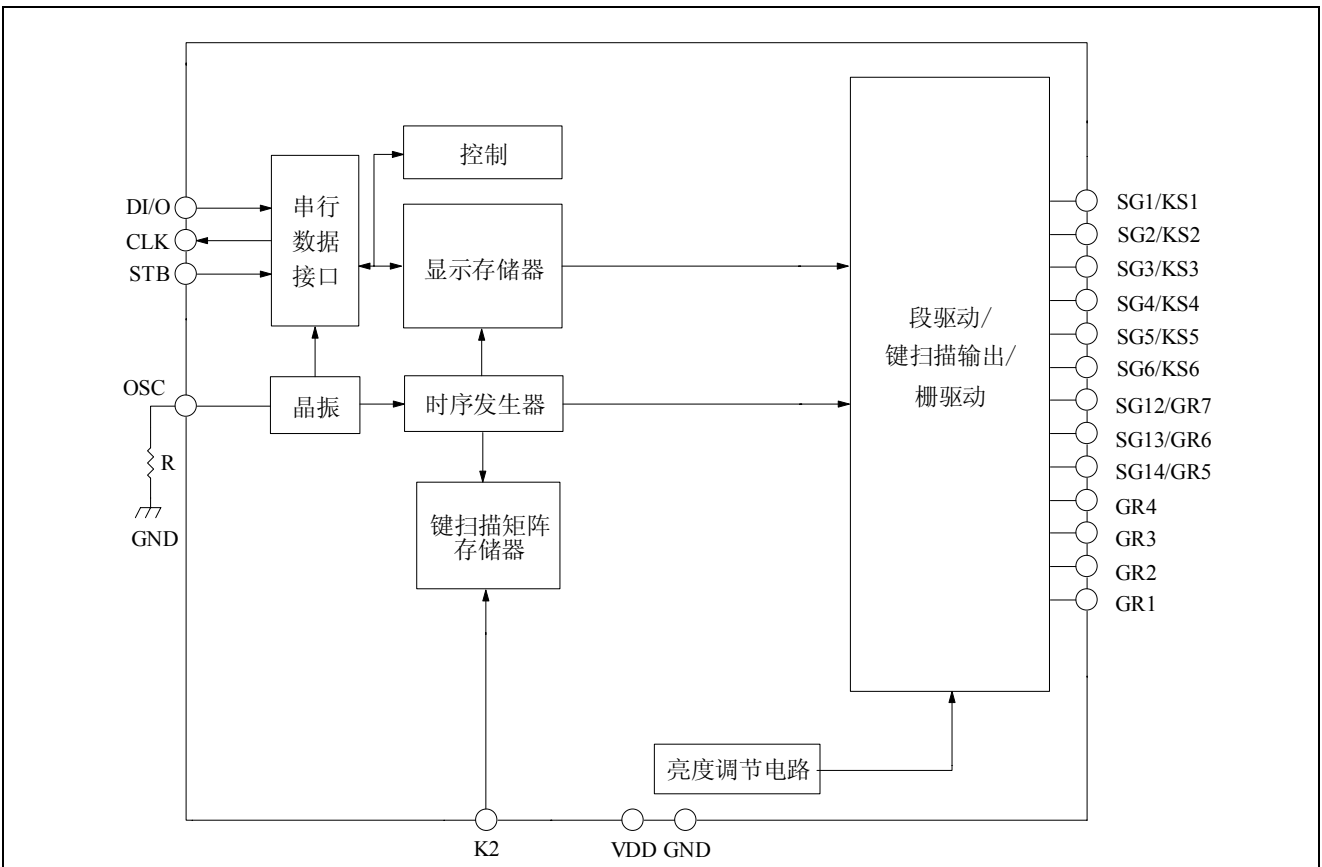 控制
DI/O
CLK
STB
串行
数据
接口
显示存储器
OSC
晶振
时序发生器
R
GND
键扫描矩阵
存储器
段驱动/
键扫描输出/
栅驱动
SG1/KS1
SG2/KS2
SG3/KS3
SG4/KS4
SG5/KS5
SG6/KS6
SG12/GR7
SG13/GR6
SG14/GR5
GR4
GR3
GR2
GR1
亮度调节电路
K2
VDD
GND